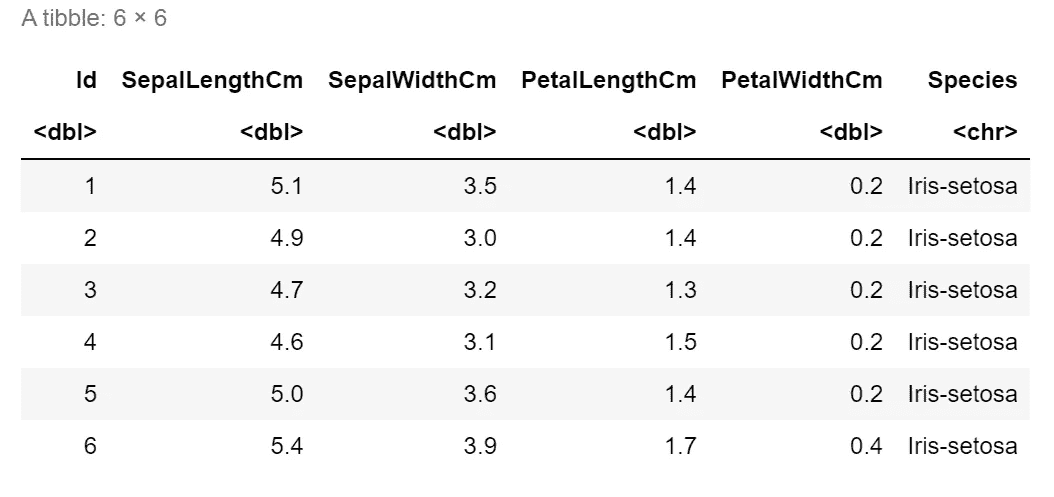 A tibble: 6 × 6
Id SepalLengthCm SepalWidthCm PetalLengthCm PetalWidthCm Species
<dbl> <dbl> <dbl> <dbl> <dbl> <chr>
1 5.1 3.5 1.4 0.2 Iris-setosa
2 4.9 3.0 1.4 0.2 Iris-setosa
3 4.7 3.2 1.3 0.2 Iris-setosa
4 4.6 3.1 1.5 0.2 Iris-setosa
5 5.0 3.6 1.4 0.2 Iris-setosa
6 5.4 3.9 1.7 0.4 Iris-setosa